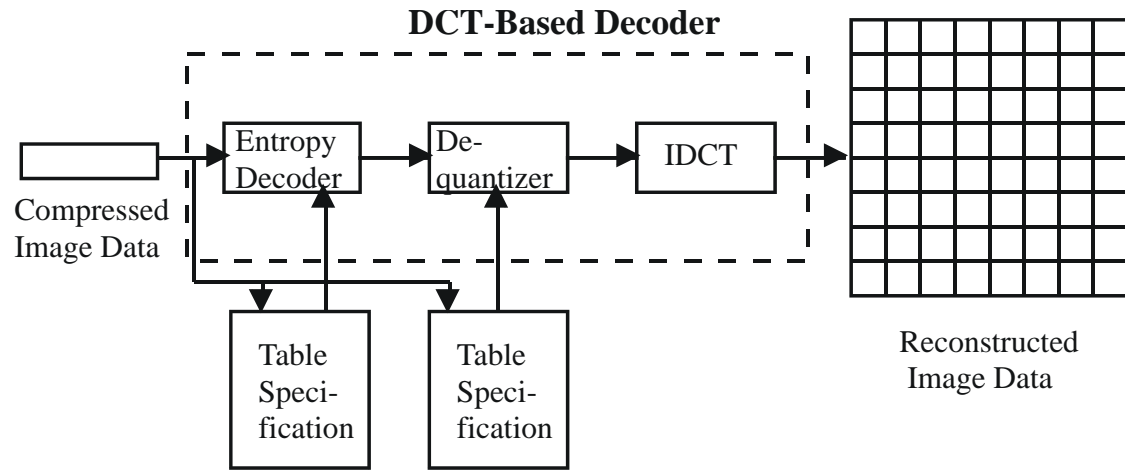 DCT-Based Decoder
Entropy
Decoder
De-
quantizer
IDCT
Compressed
Image Data
Table
Speci-
fication
Table
Speci-
fication
Reconstructed
Image Data